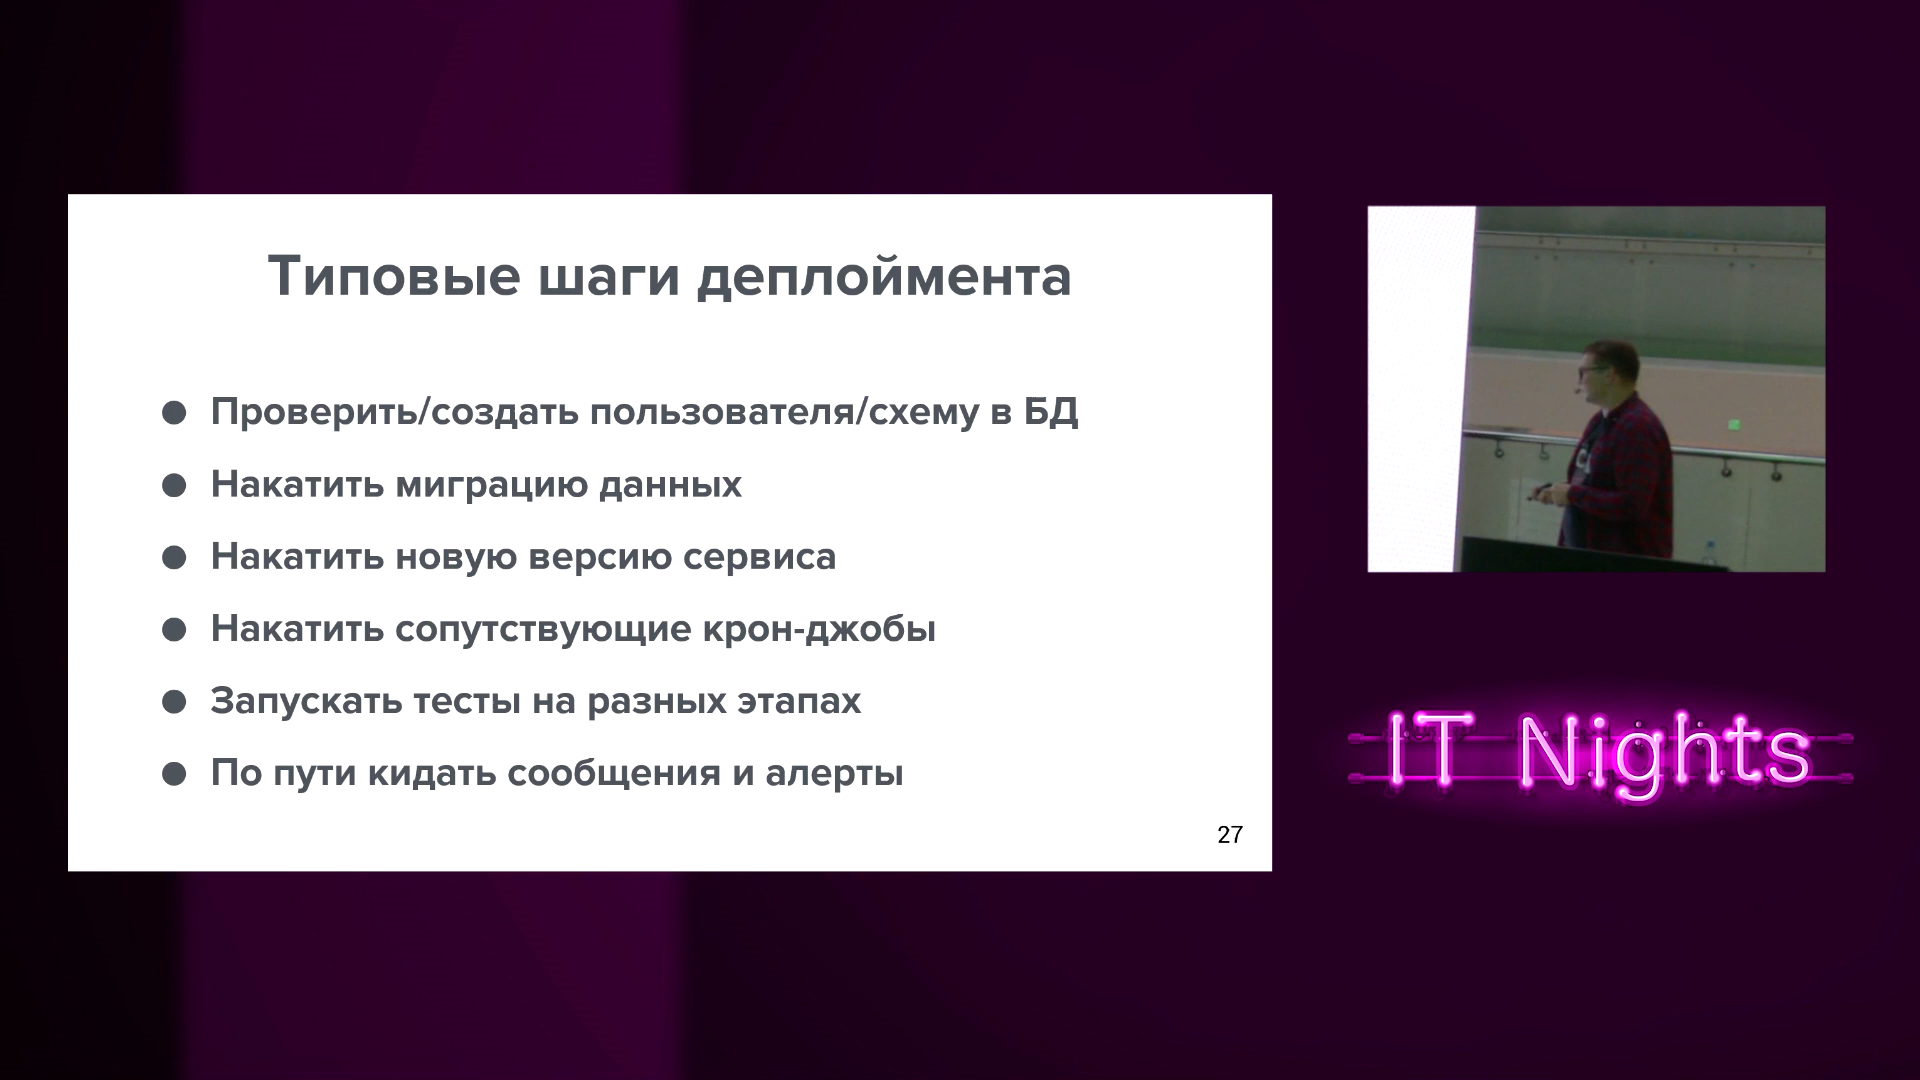 Типовые шаги деплоймента
● Проверить/создать пользователя/схему в БД
● Накатить миграцию данных
● Накатить новую версию сервиса
● Накатить сопутствующие крон-джобы
● Запускать тесты на разных этапах
● По пути кидать сообщения и алерты
27
IT Nights